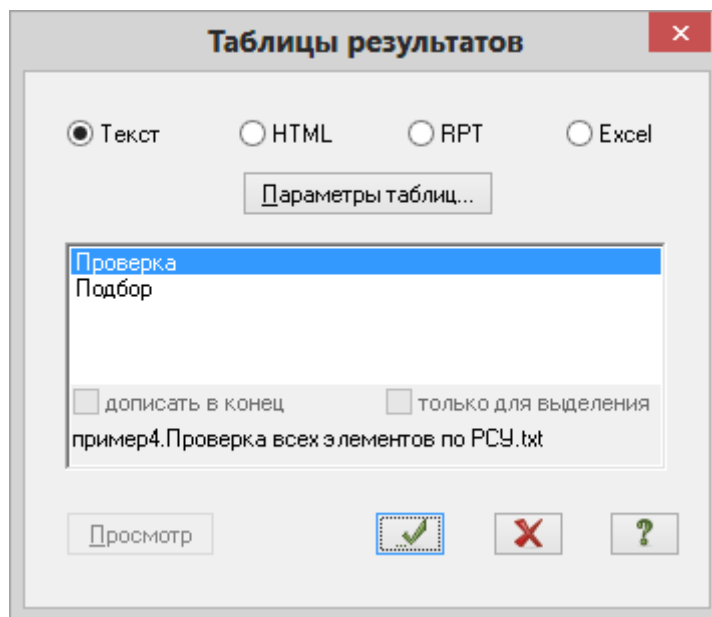 Таблицы результатов
Текст HTML RPT Excel
Параметры таблиц...
Проверка
Подбор
дописать в конец только для выделения
пример4.Проверка всех элементов по РСУ.txt
Просмотр